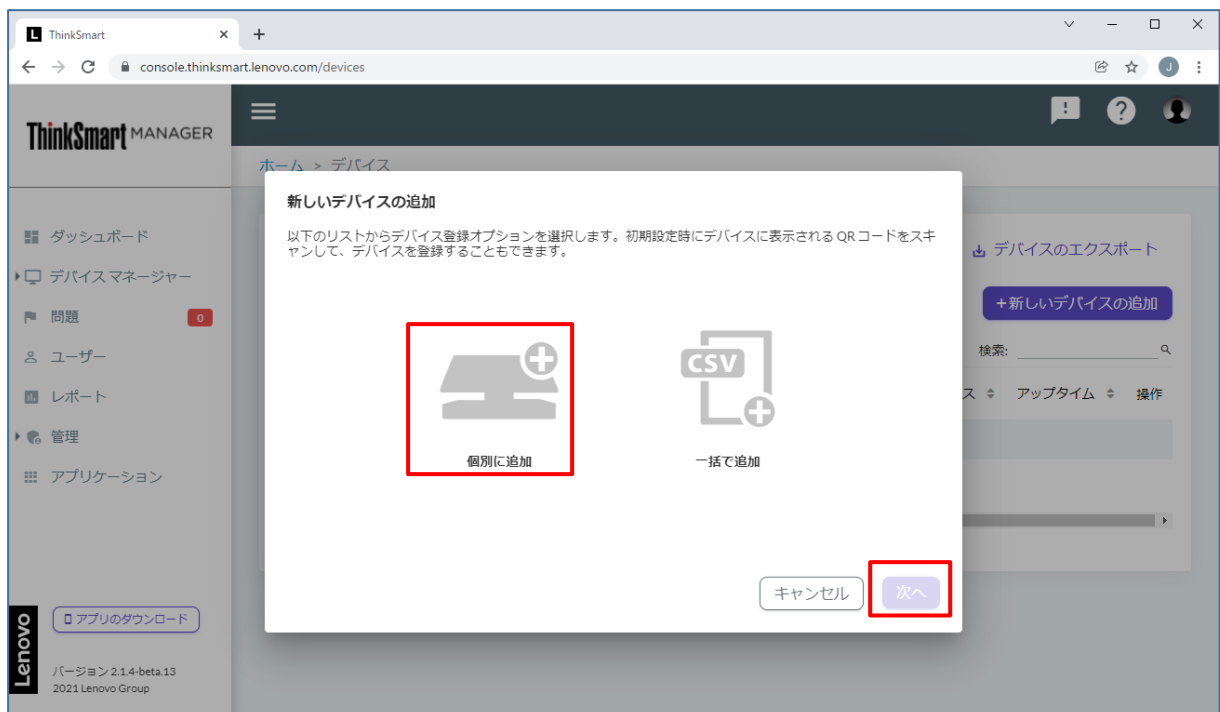 ThinkSmart
console.thinksmart.lenovo.com/devices
J
ThinkSmart MANAGER
ホーム > デバイス
新しいデバイスの追加
以下のリストからデバイス登録オプションを選択します。初期設定時にデバイスに表示される QR コードをスキ
ャンして、デバイスを登録することもできます。
ダッシュボード
デバイス マネージャー
問題 0
ユーザー
レポート
管理
アプリケーション
デバイスのエクスポート
+新しいデバイスの追加
検索:
ス アップタイム 操作
CSV
個別に追加
一括で追加
キャンセル
次へ
Lenovo
アプリのダウンロード
バージョン 2.1.4-beta.13
2021 Lenovo Group